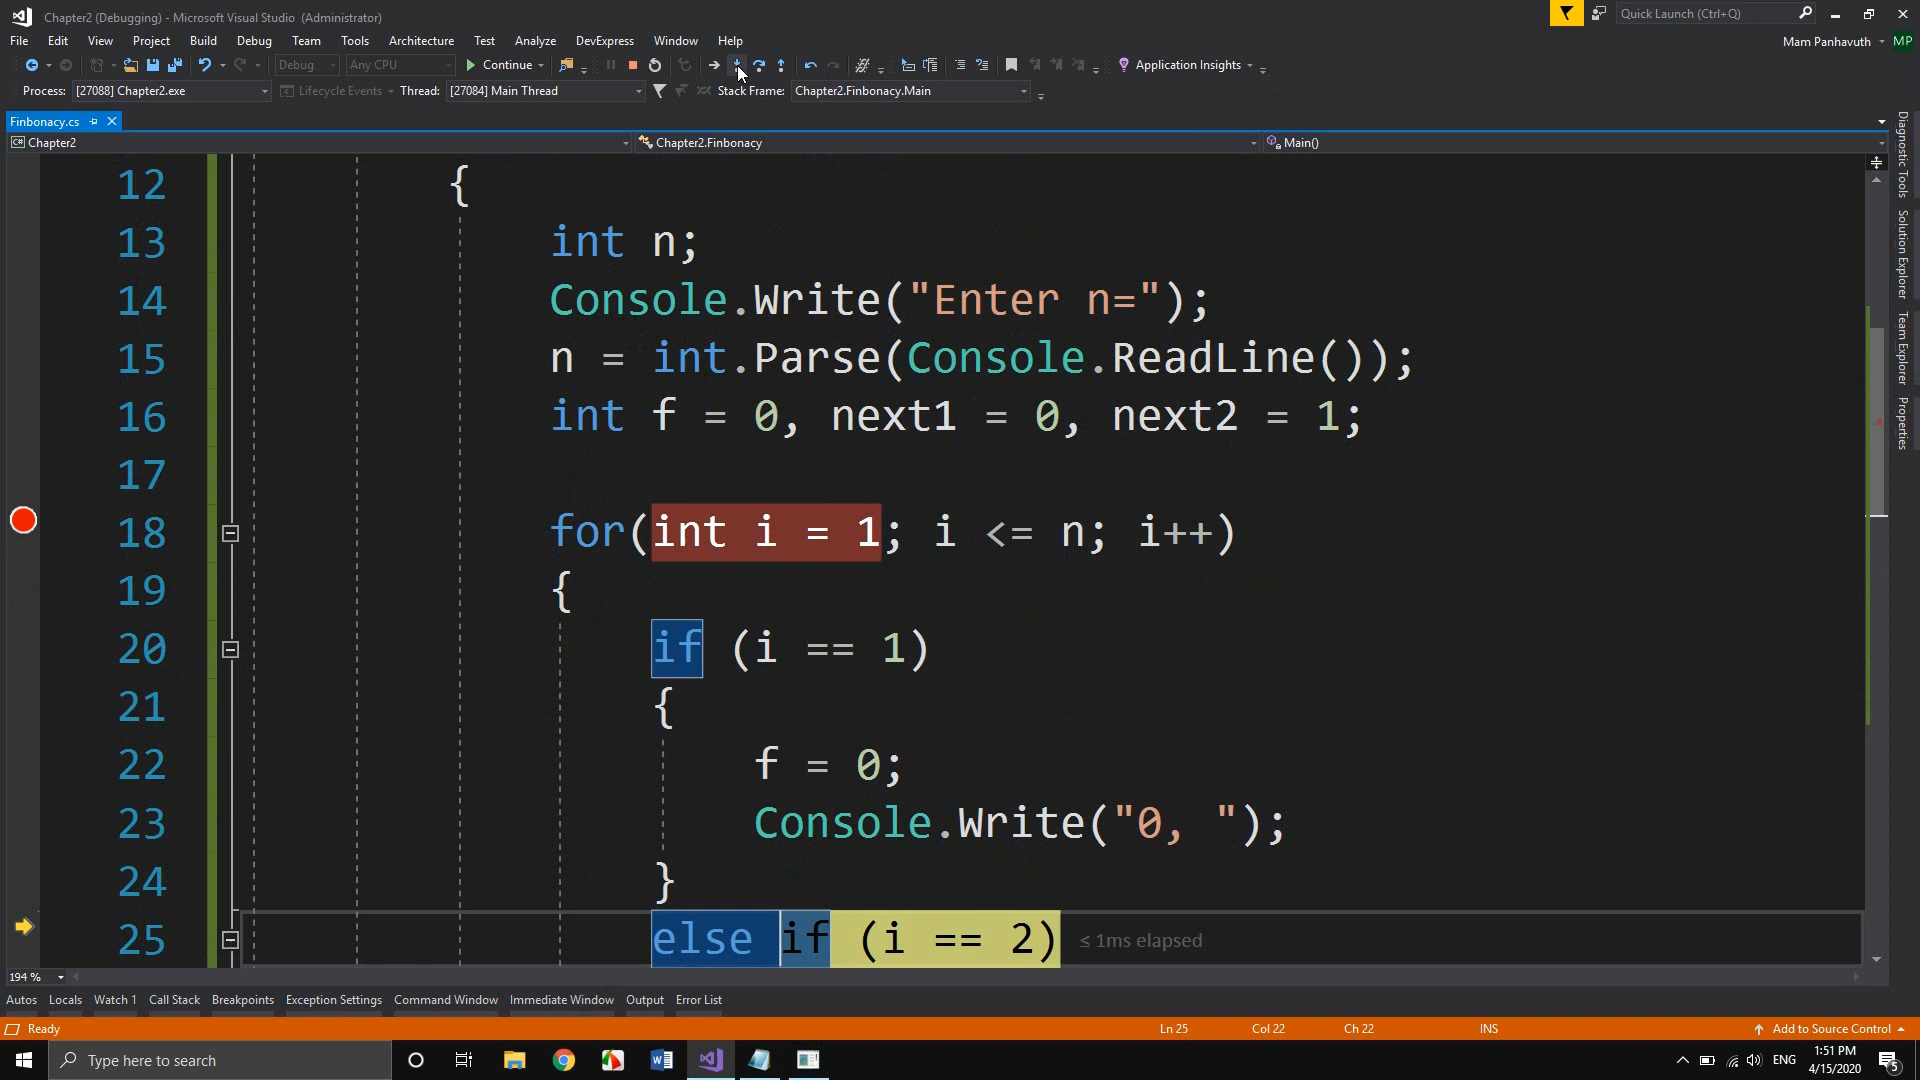 Chapter2 (Debugging) - Microsoft Visual Studio (Administrator)
Quick Launch (Ctrl+Q)
File Edit View Project Build Debug Team Tools Architecture Test Analyze DevExpress Window Help
Mam Panhavuth MP
Debug Any CPU Continue Application Insights
Process: [27088] Chapter2.exe Lifecycle Events Thread: [27084] Main Thread Stack Frame: Chapter2.Finbonacy.Main
Finbonacy.cs
C# Chapter2 Chapter2.Finbonacy Main()
12 {
13 int n;
14 Console.Write("Enter n=");
15 n = int.Parse(Console.ReadLine());
16 int f = 0, next1 = 0, next2 = 1;
17
18 for(int i = 1; i <= n; i++)
19 {
20 if (i == 1)
21 {
22 f = 0;
23 Console.Write("0, ");
24 }
25 else if (i == 2) ≤ 1ms elapsed
Diagnostic Tools
Solution Explorer
Team Explorer
Properties
194 %
Autos Locals Watch 1 Call Stack Breakpoints Exception Settings Command Window Immediate Window Output Error List
Ready Ln 25 Col 22 Ch 22 INS Add to Source Control
Type here to search
ENG
1:51 PM
4/15/2020
5